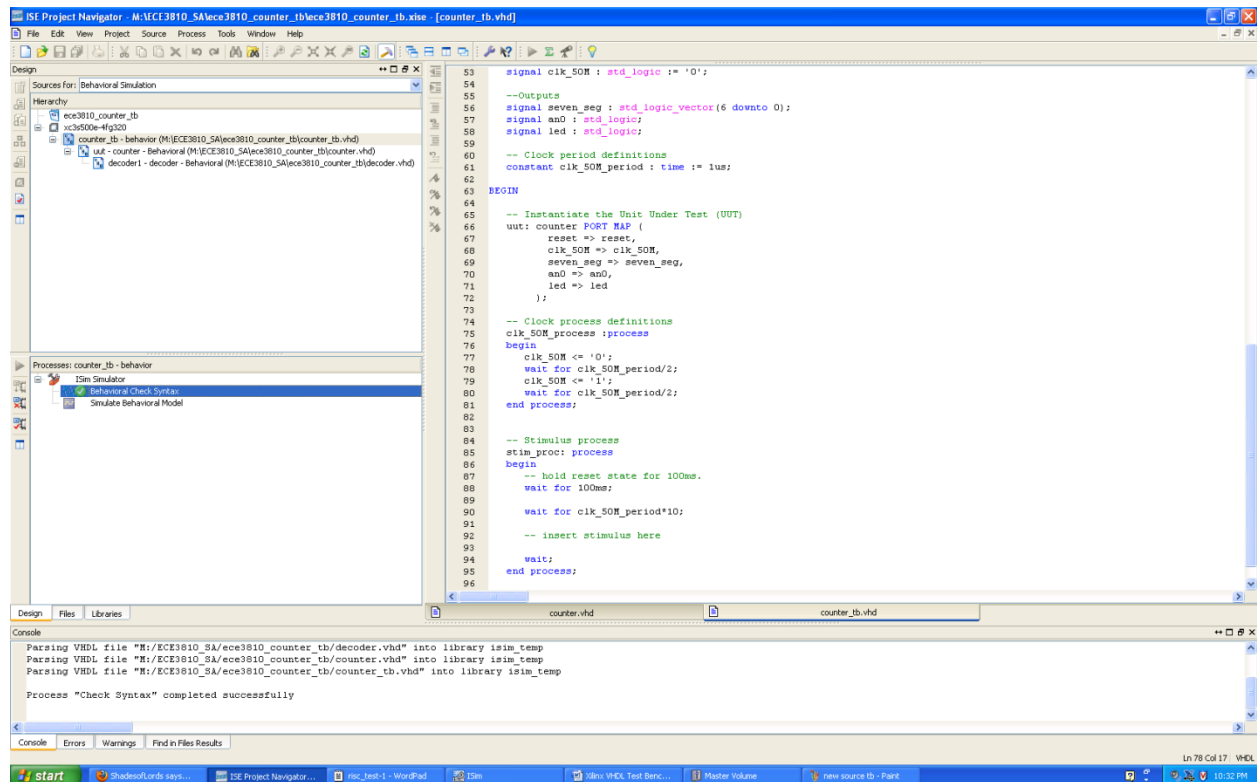 ISE Project Navigator - M:\ECE3810_SA\ece3810_counter_tb\ece3810_counter_tb.xise - [counter_tb.vhd]
File Edit View Project Source Process Tools Window Help
Design
Sources for: Behavioral Simulation
Hierarchy
ece3810_counter_tb
xc3s500e-4fg320
counter_tb - behavior (M:\ECE3810_SA\ece3810_counter_tb\counter_tb.vhd)
uut - counter - Behavioral (M:\ECE3810_SA\ece3810_counter_tb\counter.vhd)
decoder1 - decoder - Behavioral (M:\ECE3810_SA\ece3810_counter_tb\decoder.vhd)
Processes: counter_tb - behavior
ISim Simulator
Behavioral Check Syntax
Simulate Behavioral Model
Design Files Libraries
53 signal clk_50M : std_logic := '0';
54
55 --Outputs
56 signal seven_seg : std_logic_vector(6 downto 0);
57 signal an0 : std_logic;
58 signal led : std_logic;
59
60 -- Clock period definitions
61 constant clk_50M_period : time := 1us;
62
63 BEGIN
64
65 -- Instantiate the Unit Under Test (UUT)
66 uut: counter PORT MAP (
67 reset => reset,
68 clk_50M => clk_50M,
69 seven_seg => seven_seg,
70 an0 => an0,
71 led => led
72 );
73
74 -- Clock process definitions
75 clk_50M_process :process
76 begin
77 clk_50M <= '0';
78 wait for clk_50M_period/2;
79 clk_50M <= '1';
80 wait for clk_50M_period/2;
81 end process;
82
83
84 -- Stimulus process
85 stim_proc: process
86 begin
87 -- hold reset state for 100ms.
88 wait for 100ms;
89
90 wait for clk_50M_period*10;
91
92 -- insert stimulus here
93
94 wait;
95 end process;
96
counter.vhd counter_tb.vhd
Console
Parsing VHDL file "M:/ECE3810_SA/ece3810_counter_tb/decoder.vhd" into library isim_temp
Parsing VHDL file "M:/ECE3810_SA/ece3810_counter_tb/counter.vhd" into library isim_temp
Parsing VHDL file "M:/ECE3810_SA/ece3810_counter_tb/counter_tb.vhd" into library isim_temp
Process "Check Syntax" completed successfully
Console Errors Warnings Find in Files Results
Ln 78 Col 17 VHDL
start ShadesofLords says... ISE Project Navigator... risc_test-1 - WordPad ISim Xilinx VHDL Test Benc... Master Volume new source tb - Paint 10:32 PM